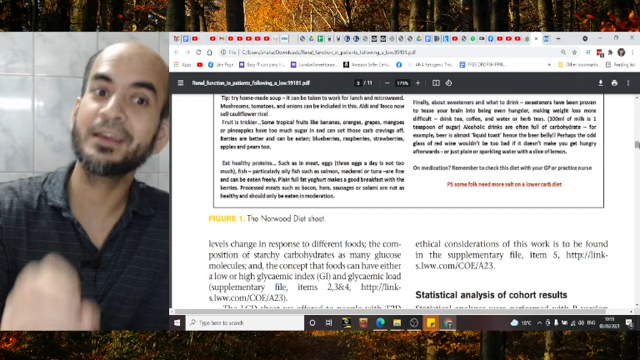 File
Renal_function_in_patients_following_a_low.99181.pdf
3 / 11
175%
Tip: try home-made soup – it can be taken to work for lunch and microwaved.
Mushrooms, tomatoes, and onions can be included in this. Aldi and Tesco now
sell cauliflower rice!
Fruit is trickier...Some tropical fruits like bananas, oranges, grapes, mangoes
or pineapples have too much sugar in and can set those carb cravings off.
Berries are better and can be eaten; blueberries, raspberries, strawberries,
apples and pears too.
Eat healthy proteins... Such as in meat, eggs (three eggs a day is not too
much), fish – particularly oily fish such as salmon, mackerel or tuna –are fine
and can be eaten freely. Plain full fat yoghurt makes a good breakfast with the
berries. Processed meats such as bacon, ham, sausages or salami are not as
healthy and should only be eaten in moderation.
Finally, about sweeteners and what to drink – sweeteners have been proven
to tease your brain into being even hungrier, making weight loss more
difficult – drink tea, coffee, and water or herb teas. (100ml of milk is 1
teaspoon of sugar) Alcoholic drinks are often full of carbohydrate – for
example, beer is almost 'liquid toast' hence the beer belly!! Perhaps the odd
glass of red wine wouldn't be too bad if it doesn't make you get hungry
afterwards – or just plain or sparkling water with a slice of lemon.
On medication? Remember to check this diet with your GP or practice nurse
PS some folk need more salt on a lower carb diet
FIGURE 1. The Norwood Diet sheet.
levels change in response to different foods; the com-
position of starchy carbohydrates as many glucose
molecules; and, the concept that foods can have either
a low or high glycaemic index (GI) and glycaemic load
(supplementary file, items 2,3&4, http://link-
s.lww.com/COE/A23).
ethical considerations of this work is to be found
in the supplementary file, item 5, http://link-
s.lww.com/COE/A23.
Statistical analysis of cohort results
Type here to search
15°C
ENG